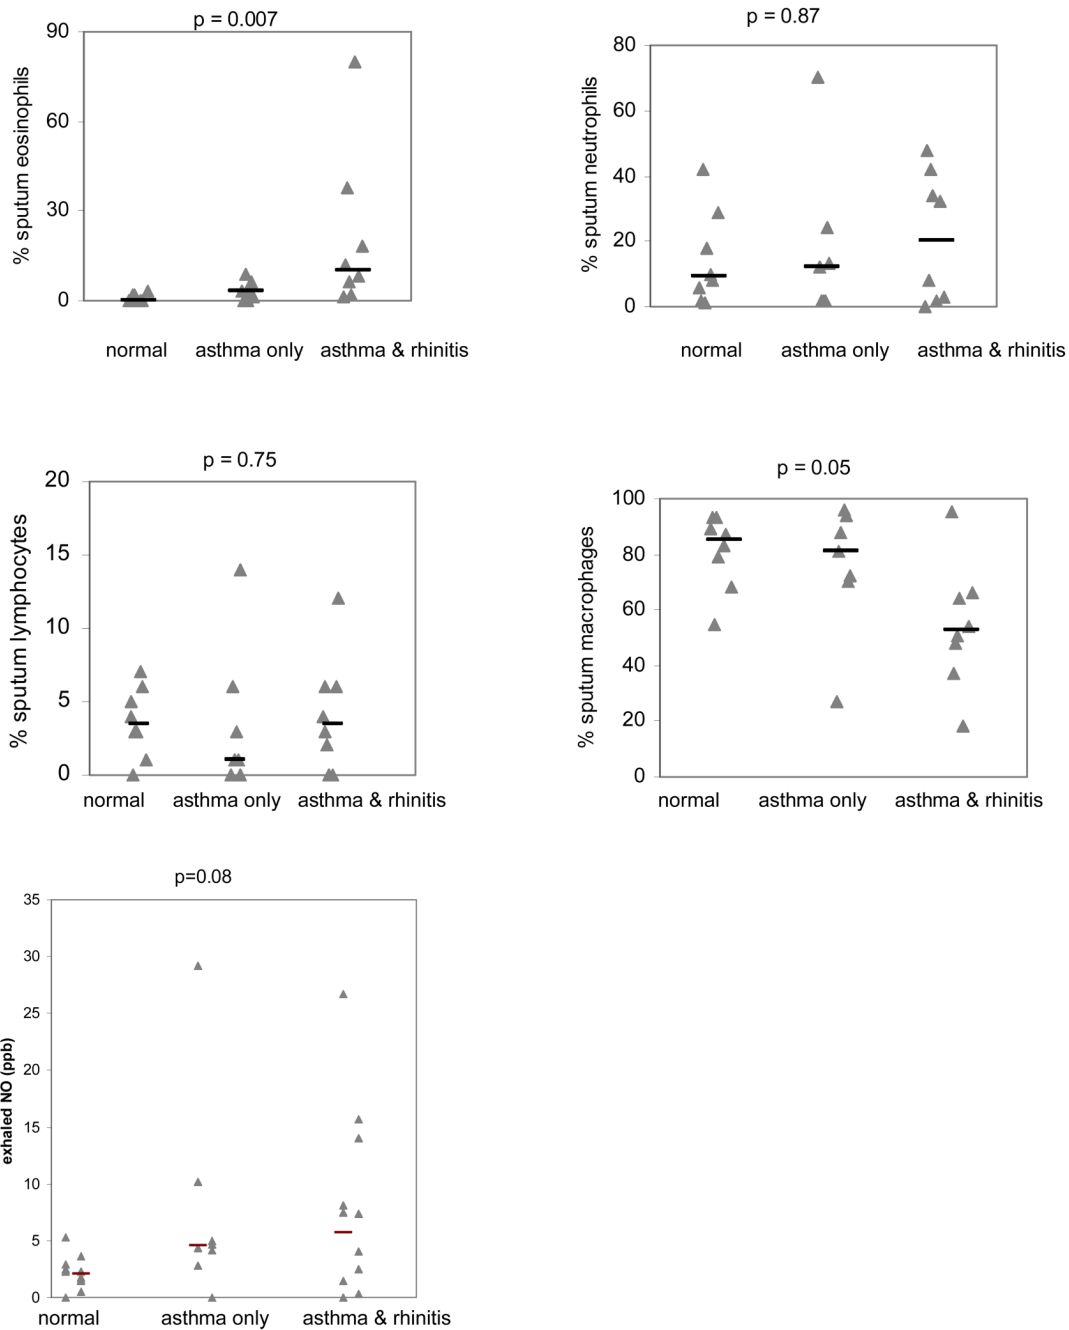 p = 0.007
90
60
30
0
% sputum eosinophils
normal asthma only asthma & rhinitis
p = 0.87
80
60
40
20
0
% sputum neutrophils
normal asthma only asthma & rhinitis
p = 0.75
20
15
10
5
0
% sputum lymphocytes
normal asthma only asthma & rhinitis
p = 0.05
100
80
60
40
20
0
% sputum macrophages
normal asthma only asthma & rhinitis
p=0.08
35
30
25
20
15
10
5
0
exhaled NO (ppb)
normal asthma only asthma & rhinitis